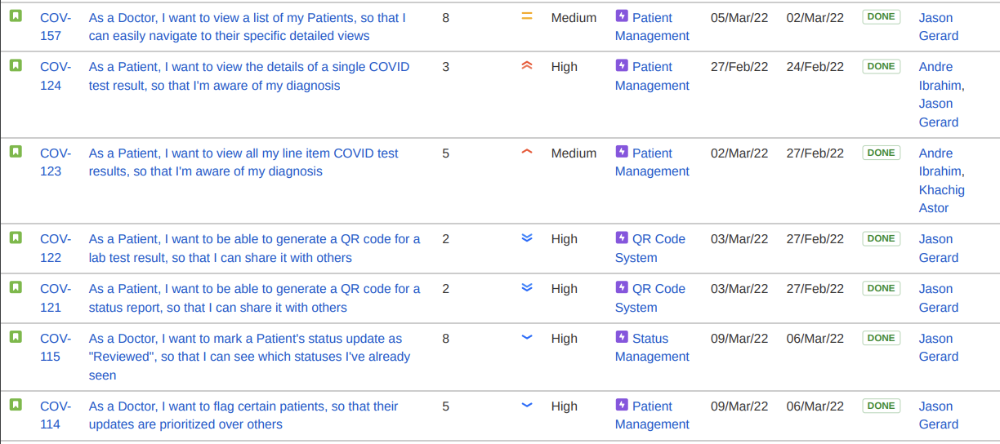 COV- As a Doctor, I want to view a list of my Patients, so that I 8 Medium Patient 05/Mar/22 02/Mar/22 DONE Jason
157 can easily navigate to their specific detailed views Management Gerard
COV- As a Patient, I want to view the details of a single COVID 3 High Patient 27/Feb/22 24/Feb/22 DONE Andre
124 test result, so that I'm aware of my diagnosis Management Ibrahim,
Jason
Gerard
COV- As a Patient, I want to view all my line item COVID test 5 Medium Patient 02/Mar/22 27/Feb/22 DONE Andre
123 results, so that I'm aware of my diagnosis Management Ibrahim,
Khachig
Astor
COV- As a Patient, I want to be able to generate a QR code for a 2 High QR Code 03/Mar/22 27/Feb/22 DONE Jason
122 lab test result, so that I can share it with others System Gerard
COV- As a Patient, I want to be able to generate a QR code for a 2 High QR Code 03/Mar/22 27/Feb/22 DONE Jason
121 status report, so that I can share it with others System Gerard
COV- As a Doctor, I want to mark a Patient's status update as 8 High Status 09/Mar/22 06/Mar/22 DONE Jason
115 "Reviewed", so that I can see which statuses I've already Management Gerard
seen
COV- As a Doctor, I want to flag certain patients, so that their 5 High Patient 09/Mar/22 06/Mar/22 DONE Jason
114 updates are prioritized over others Management Gerard